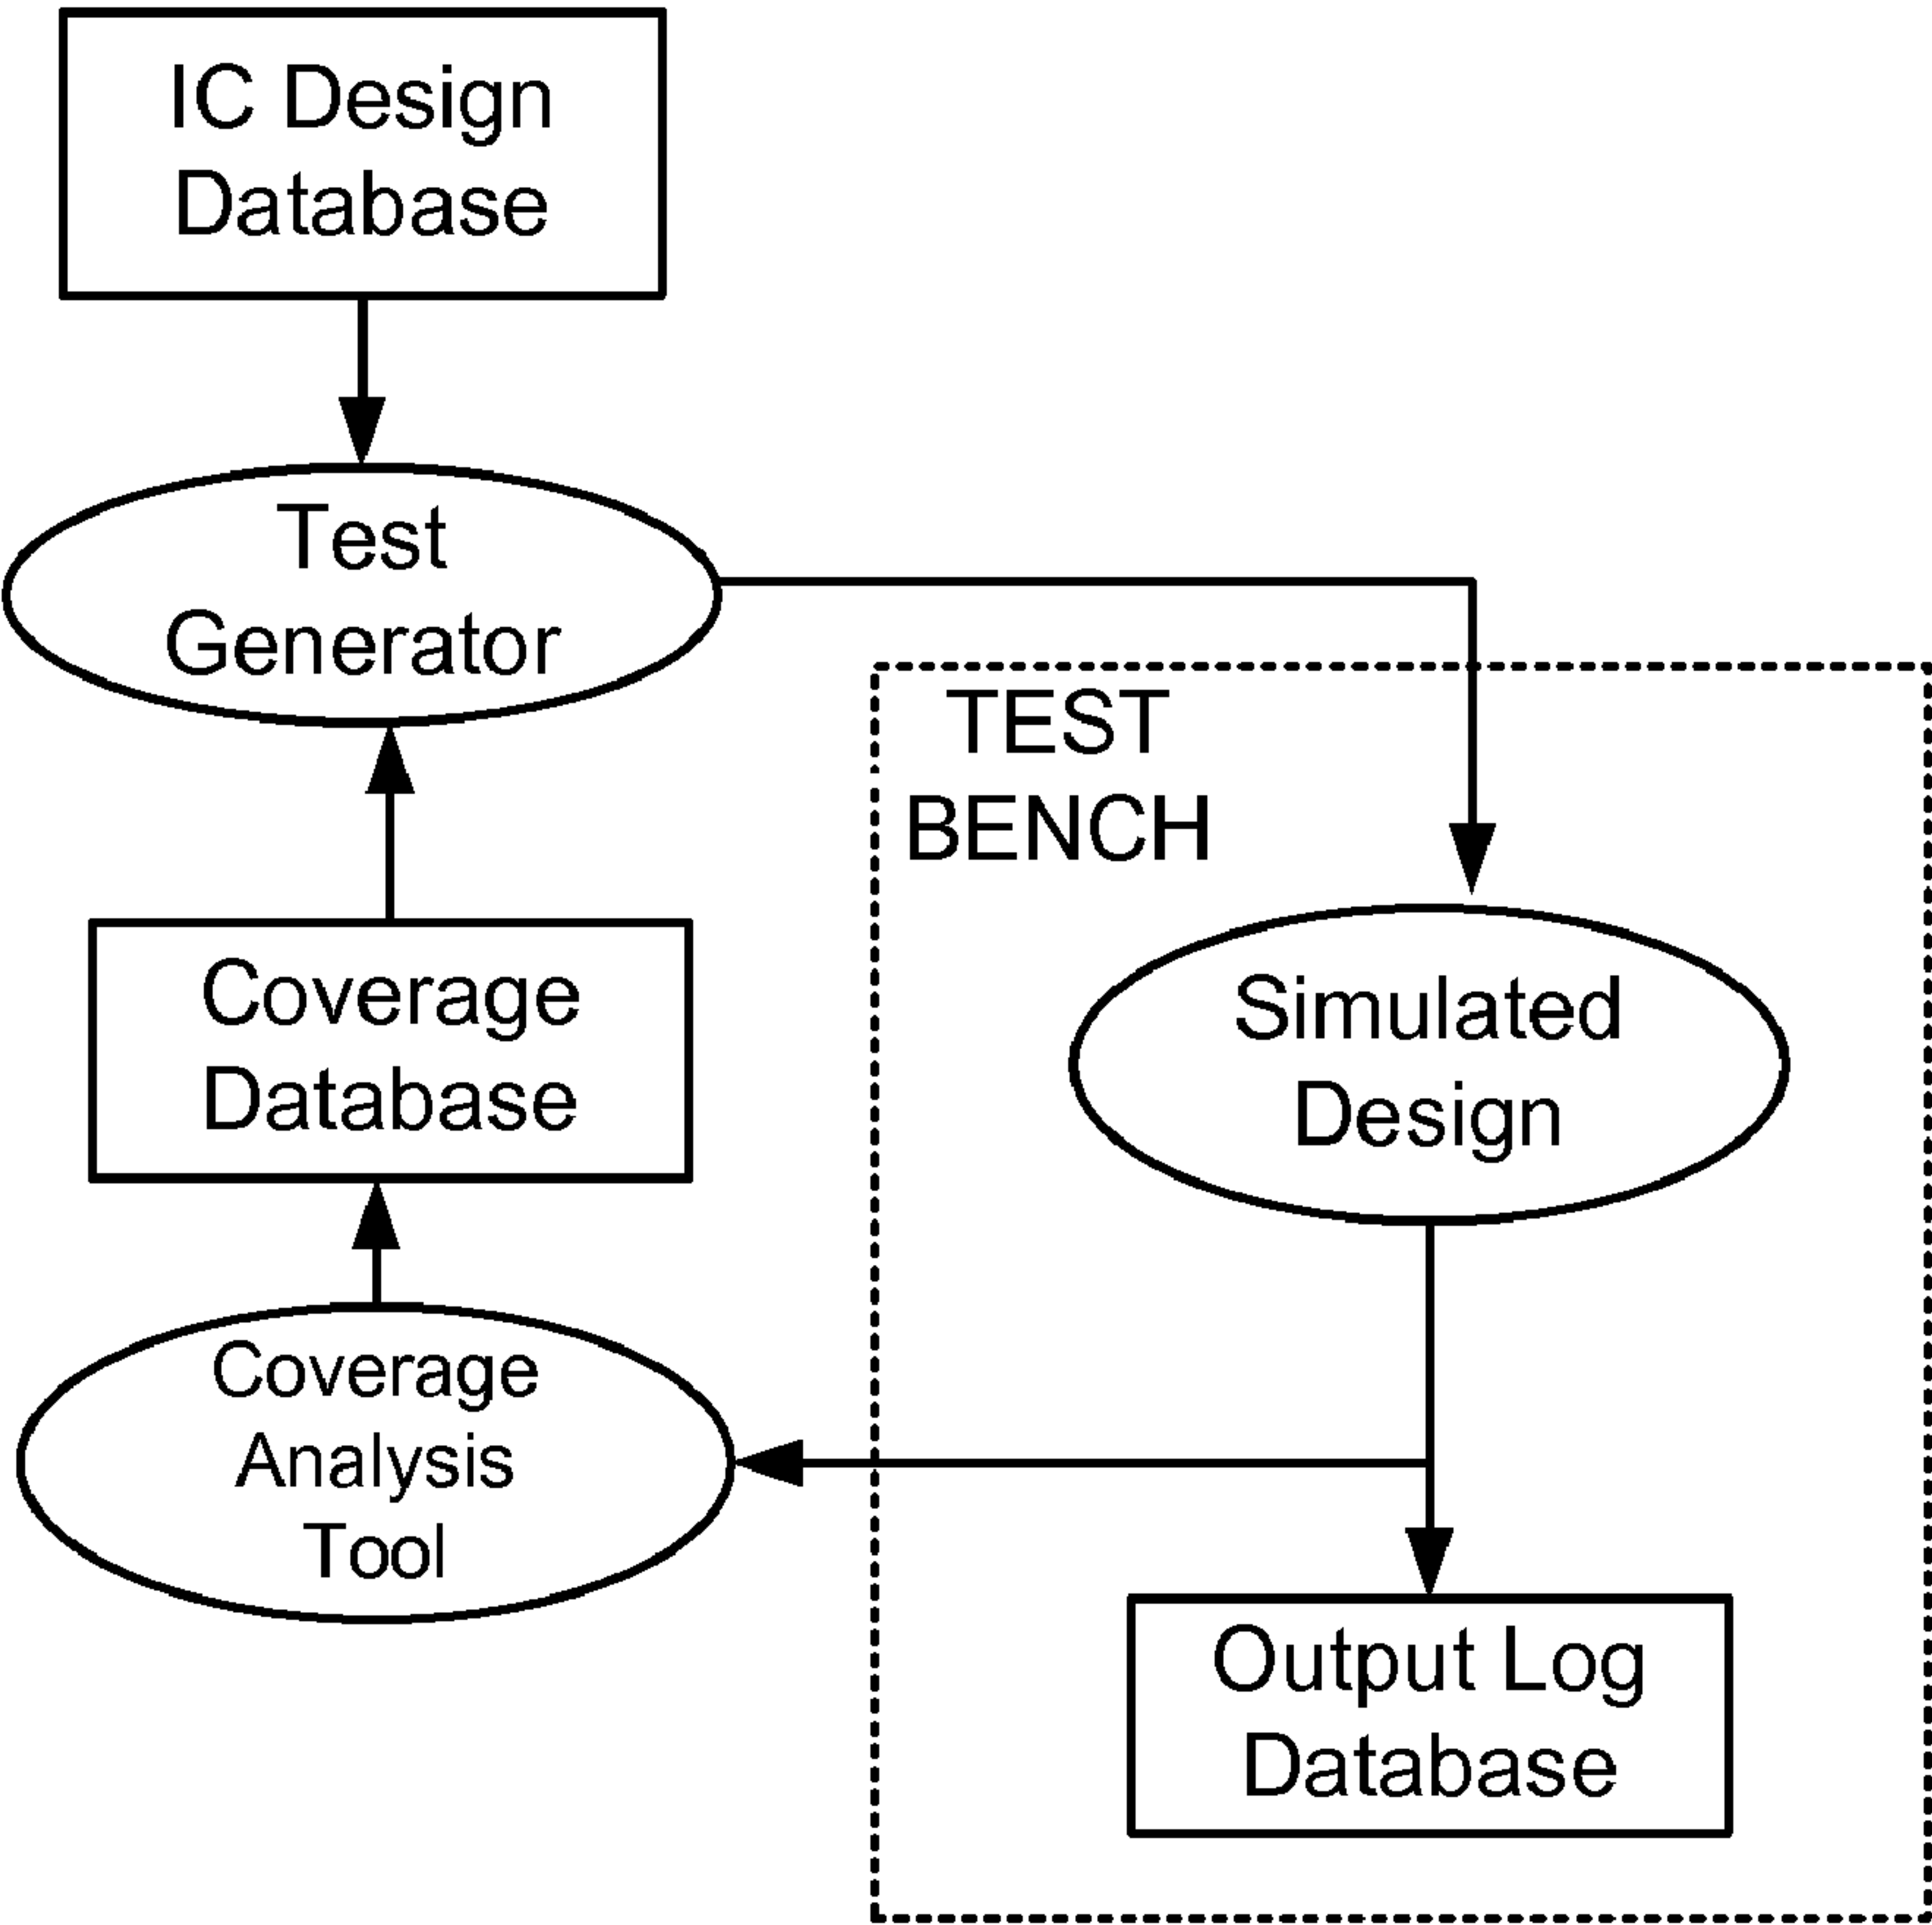 IC Design
Database
Test
Generator
TEST
BENCH
Simulated
Design
Coverage
Database
Coverage
Analysis
Tool
Output Log
Database